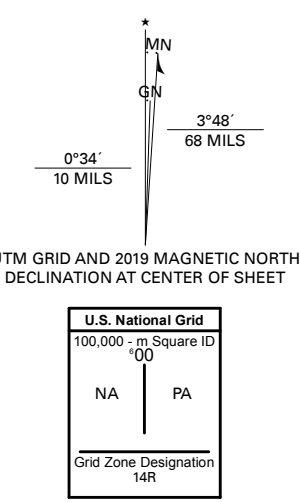 ★
MN
GN
3°48´
68 MILS
0°34´
10 MILS
UTM GRID AND 2019 MAGNETIC NORTH
DECLINATION AT CENTER OF SHEET
U.S. National Grid
100,000 - m Square ID
⁶00
NA PA
Grid Zone Designation
14R